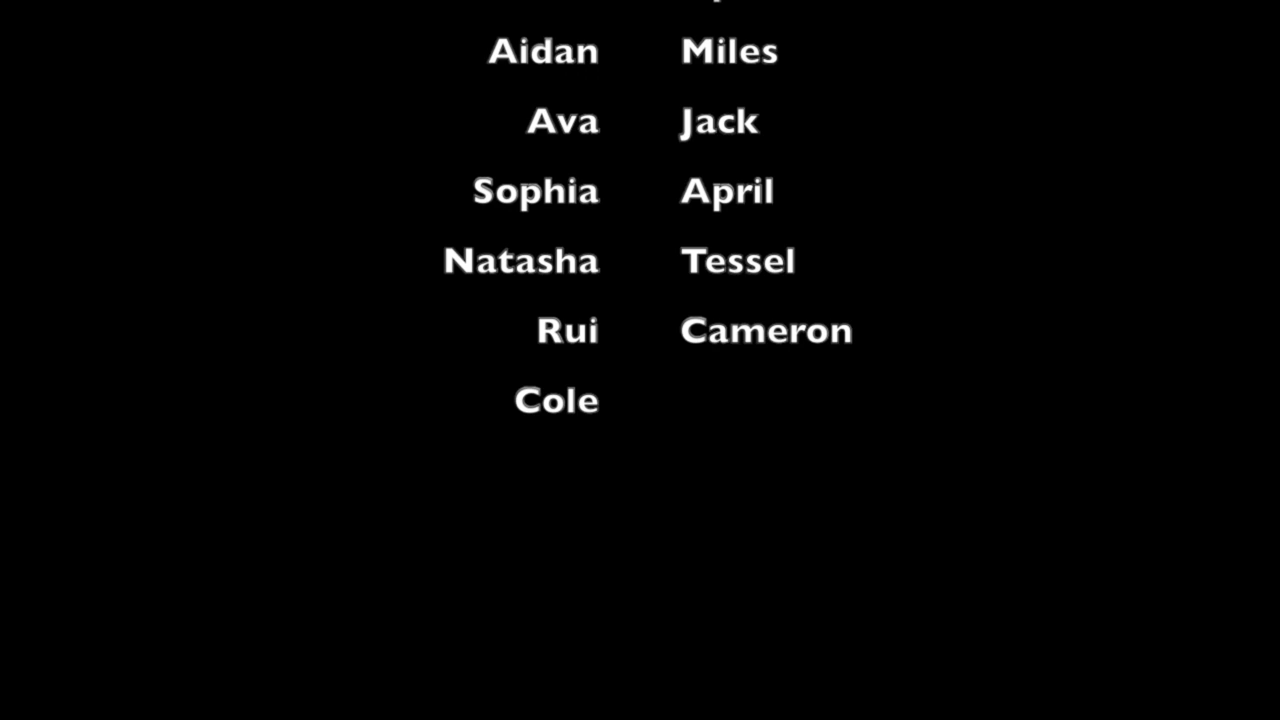 Aidan Miles
Ava Jack
Sophia April
Natasha Tessel
Rui Cameron
Cole